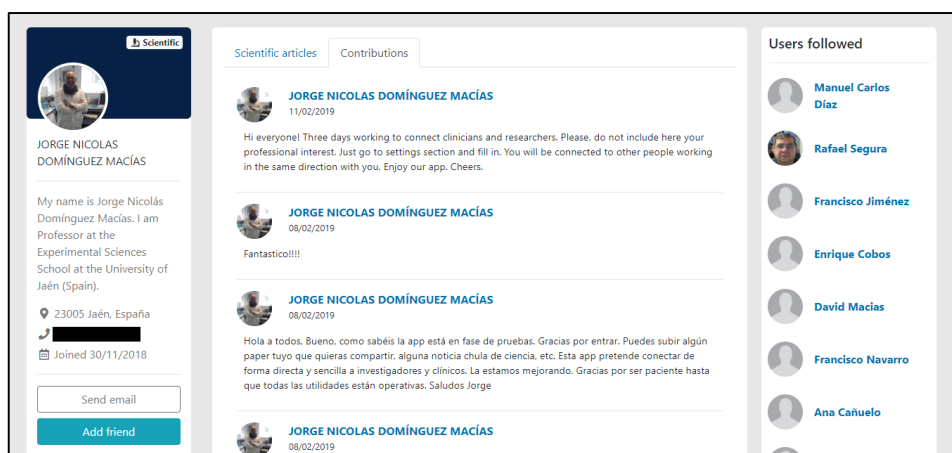 Scientific
JORGE NICOLAS
DOMÍNGUEZ MACÍAS
My name is Jorge Nicolás
Domínguez Macías. I am
Professor at the
Experimental Sciences
School at the University of
Jaén (Spain).
23005 Jaén, España
Joined 30/11/2018
Send email
Add friend
Scientific articles
Contributions
JORGE NICOLAS DOMÍNGUEZ MACÍAS
11/02/2019
Hi everyone! Three days working to connect clinicians and researchers. Please, do not include here your
professional interest. Just go to settings section and fill in. You will be connected to other people working
in the same direction with you. Enjoy our app. Cheers.
JORGE NICOLAS DOMÍNGUEZ MACÍAS
08/02/2019
Fantastico!!!!
JORGE NICOLAS DOMÍNGUEZ MACÍAS
08/02/2019
Hola a todos. Bueno, como sabéis la app está en fase de pruebas. Gracias por entrar. Puedes subir algún
paper tuyo que quieras compartir, alguna noticia chula de ciencia, etc. Esta app pretende conectar de
forma directa y sencilla a investigadores y clínicos. La estamos mejorando. Gracias por ser paciente hasta
que todas las utilidades están operativas. Saludos Jorge
JORGE NICOLAS DOMÍNGUEZ MACÍAS
08/02/2019
Users followed
Manuel Carlos
Díaz
Rafael Segura
Francisco Jiménez
Enrique Cobos
David Macias
Francisco Navarro
Ana Cañuelo